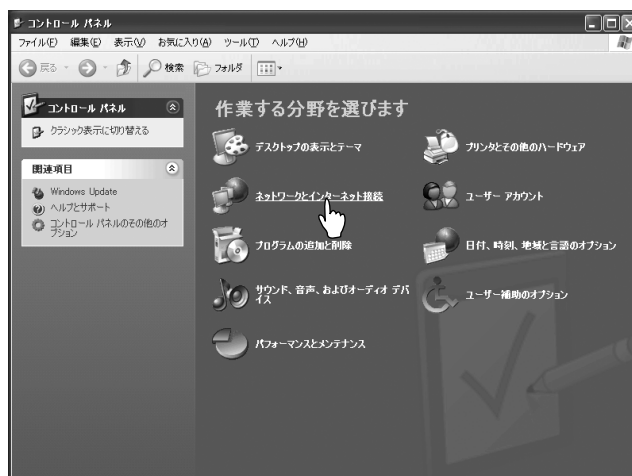 コントロール パネル
ファイル(F) 編集(E) 表示(V) お気に入り(A) ツール(T) ヘルプ(H)
戻る 検索 フォルダ
コントロール パネル
クラシック表示に切り替える
関連項目
Windows Update
ヘルプとサポート
コントロール パネルのその他のオ
プション
作業する分野を選びます
デスクトップの表示とテーマ
プリンタとその他のハードウェア
ネットワークとインターネット接続
ユーザー アカウント
プログラムの追加と削除
日付、時刻、地域と言語のオプション
サウンド、音声、およびオーディオ デバ
イス
ユーザー補助のオプション
パフォーマンスとメンテナンス